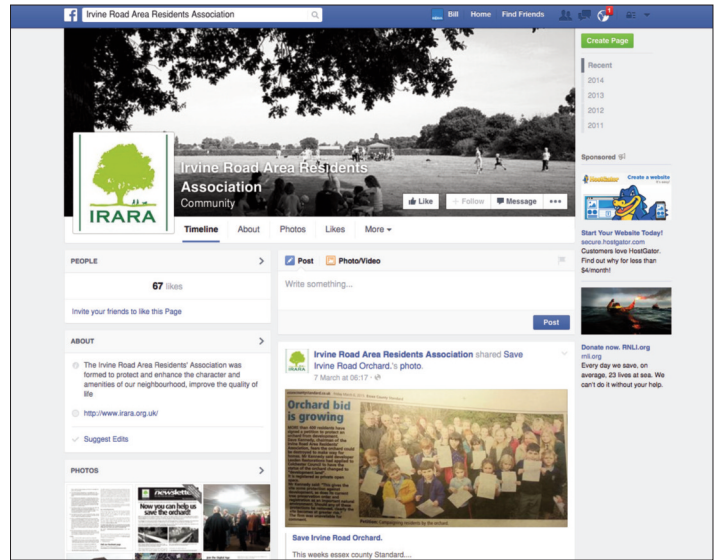 Irvine Road Area Residents Association
Bill Home Find Friends
1
Create Page
Recent
2014
2013
2012
2011
Irvine Road Area Residents
Association
Community
IRARA
Like Follow Message
Timeline About Photos Likes More
Sponsored
HostGator Create a website
Start Your Website Today!
secure.hostgator.com
Customers love HostGator.
Find out why for less than
$4/month!
Donate now. RNLI.org
rnli.org
Every day we save, on
average, 23 lives at sea. We
can't do it without your help.
PEOPLE
67 likes
Invite your friends to like this Page
ABOUT
The Irvine Road Area Residents' Association was
formed to protect and enhance the character and
amenities of our neighbourhood, improve the quality of
life
http://www.irara.org.uk/
Suggest Edits
PHOTOS
newsletter
Now you can help us
save the orchard!
Post Photo/Video
Write something...
Post
IRARA
Irvine Road Area Residents Association shared Save
Irvine Road Orchard.'s photo.
7 March at 06:17
Orchard bid
is growing
Save Irvine Road Orchard.
This weeks essex county Standard....